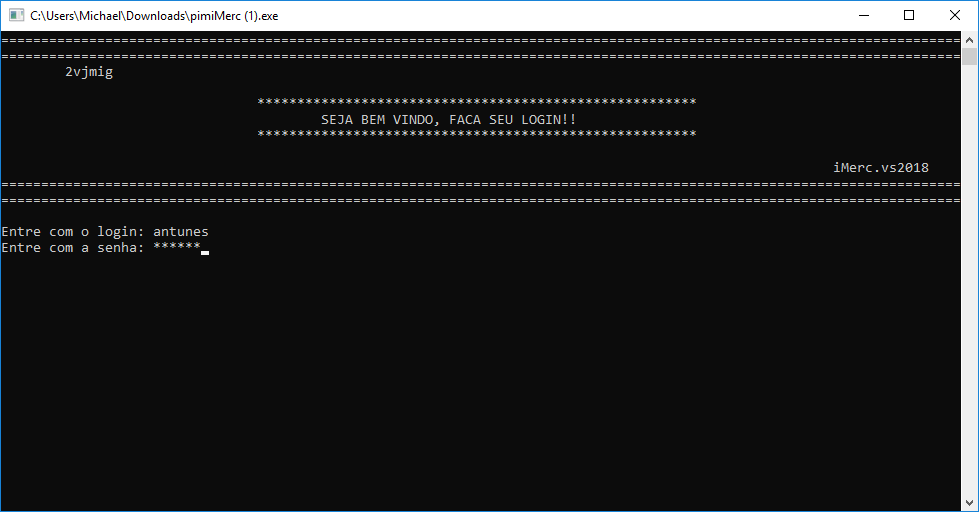 C:\Users\Michael\Downloads\pimiMerc (1).exe
========================================================================================================================
========================================================================================================================
2vjmig
*******************************************************
SEJA BEM VINDO, FACA SEU LOGIN!!
*******************************************************
iMerc.vs2018
========================================================================================================================
========================================================================================================================
Entre com o login: antunes
Entre com a senha: ******